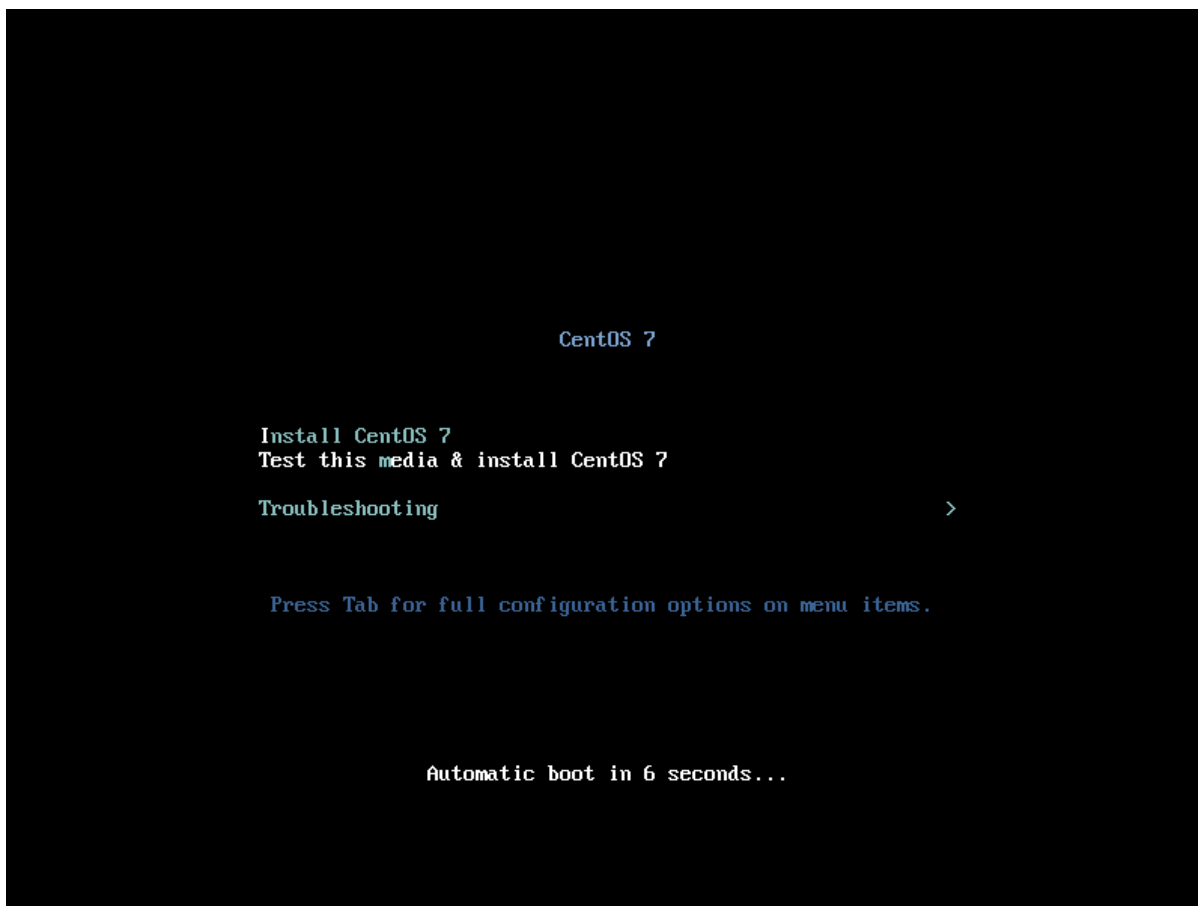 CentOS 7
Install CentOS 7
Test this media & install CentOS 7
Troubleshooting >
Press Tab for full configuration options on menu items.
Automatic boot in 6 seconds...